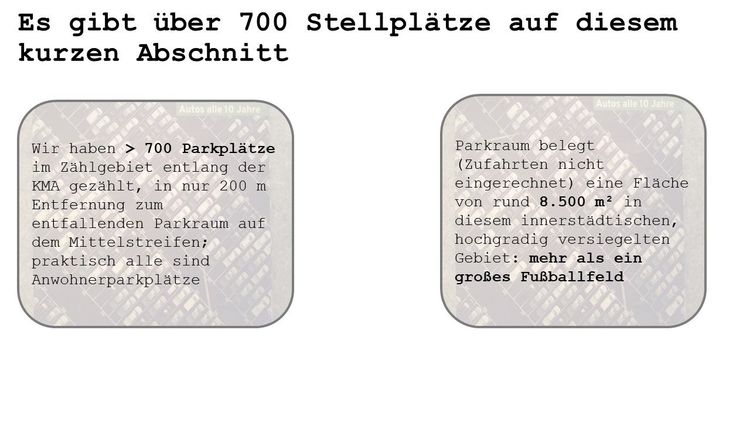 Es gibt über 700 Stellplätze auf diesem
kurzen Abschnitt
Autos alle 10 Jahre
Wir haben > 700 Parkplätze
im Zählgebiet entlang der
KMA gezählt, in nur 200 m
Entfernung zum
entfallenden Parkraum auf
dem Mittelstreifen;
praktisch alle sind
Anwohnerparkplätze
Autos alle 10 Jahre
Parkraum belegt
(Zufahrten nicht
eingerechnet) eine Fläche
von rund 8.500 m² in
diesem innerstädtischen,
hochgradig versiegelten
Gebiet: mehr als ein
großes Fußballfeld